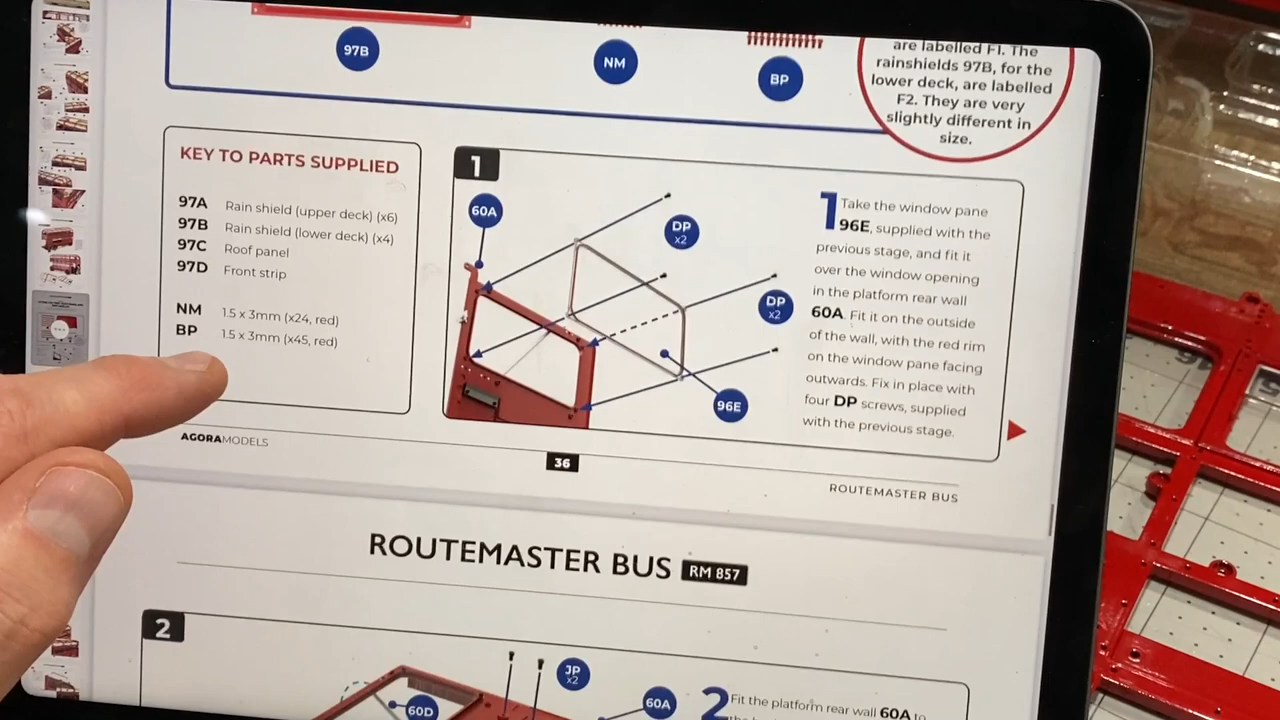 97B
NM
BP
are labelled F1. The
rainshields 97B, for the
lower deck, are labelled
F2. They are very
slightly different in
size.
KEY TO PARTS SUPPLIED
97A Rain shield (upper deck) (x6)
97B Rain shield (lower deck) (x4)
97C Roof panel
97D Front strip
NM 1.5 x 3mm (x24, red)
BP 1.5 x 3mm (x45, red)
1
60A
DP
x2
DP
x2
96E
1 Take the window pane
96E, supplied with the
previous stage, and fit it
over the window opening
in the platform rear wall
60A. Fit it on the outside
of the wall, with the red rim
on the window pane facing
outwards. Fix in place with
four DP screws, supplied
with the previous stage.
AGORAMODELS
36
ROUTEMASTER BUS
ROUTEMASTER BUS RM 857
2
JP
x2
60D
60A
2 Fit the platform rear wall 60A to